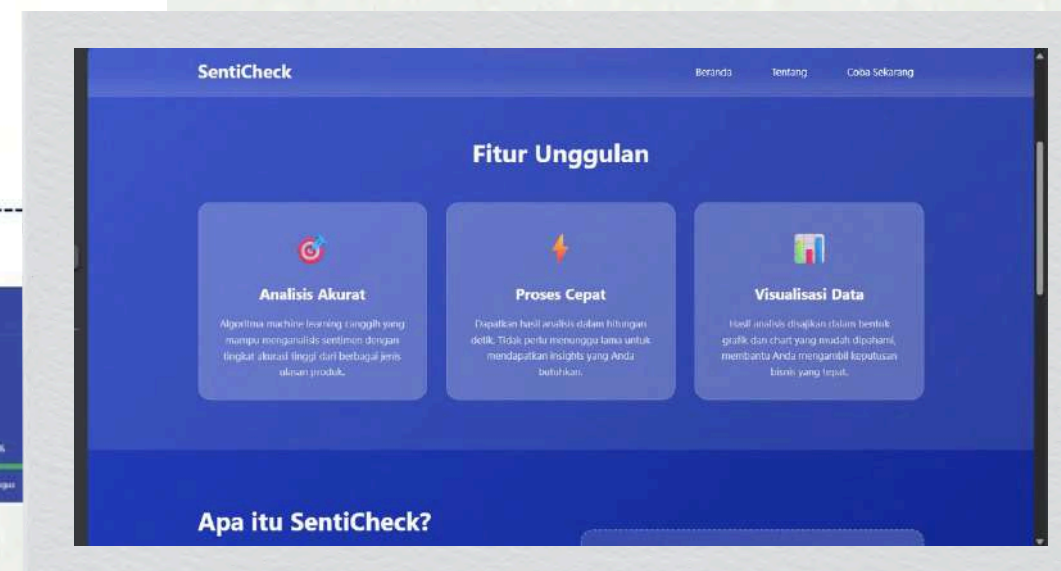 SentiCheck
Beranda Tentang Coba Sekarang
Fitur Unggulan
Analisis Akurat
Algoritma machine learning canggih yang
mampu menganalisis sentimen dengan
tingkat akurasi tinggi dari berbagai jenis
ulasan produk.
Proses Cepat
Dapatkan hasil analisis dalam hitungan
detik. Tidak perlu menunggu lama untuk
mendapatkan insights yang Anda
butuhkan.
Visualisasi Data
Hasil analisis disajikan dalam bentuk
grafik dan chart yang mudah dipahami,
membantu Anda mengambil keputusan
bisnis yang tepat.
Apa itu SentiCheck?